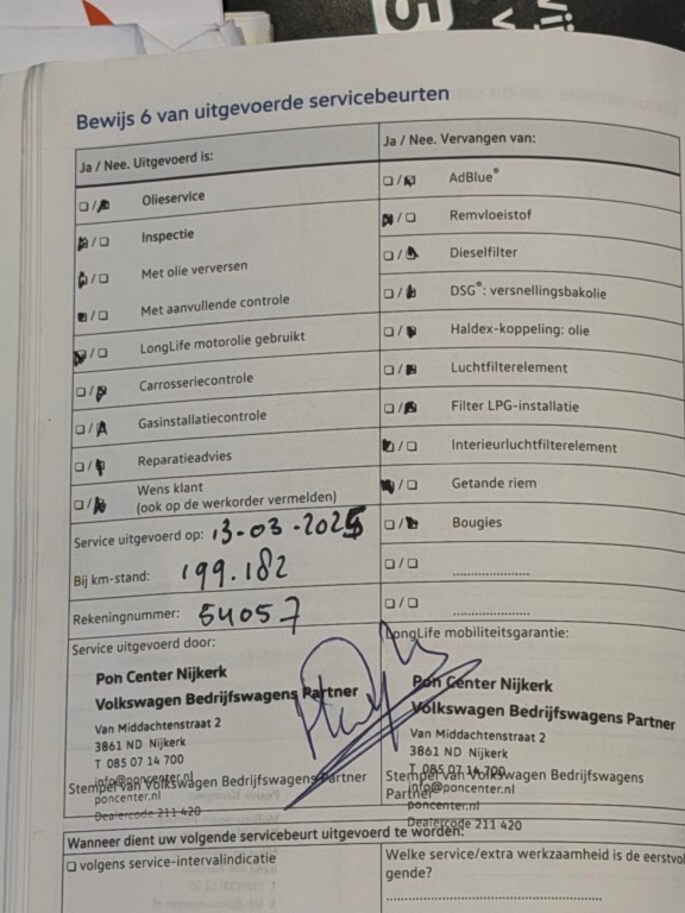 Bewijs 6 van uitgevoerde servicebeurten
Ja / Nee. Uitgevoerd is:
Olieservice
Inspectie
Met olie verversen
Met aanvullende controle
LongLife motorolie gebruikt
Carrosseriecontrole
Gasinstallatiecontrole
Reparatieadvies
Wens klant
(ook op de werkorder vermelden)
Service uitgevoerd op: 13-03-2025
Bij km-stand: 199.182
Rekeningnummer: 54057
Service uitgevoerd door:
Pon Center Nijkerk
Volkswagen Bedrijfswagens Partner
Van Middachtenstraat 2
3861 ND Nijkerk
T 085 07 14 700
info@poncenter.nl
Stempel van Volkswagen Bedrijfswagens Partner
poncenter.nl
Dealercode 211 420
Ja / Nee. Vervangen van:
AdBlue®
Remvloeistof
Dieselfilter
DSG®: versnellingsbakolie
Haldex-koppeling: olie
Luchtfilterelement
Filter LPG-installatie
Interieurluchtfilterelement
Getande riem
Bougies
LongLife mobiliteitsgarantie:
Pon Center Nijkerk
Volkswagen Bedrijfswagens Partner
Van Middachtenstraat 2
3861 ND Nijkerk
T 085 07 14 700
Stempel van Volkswagen Bedrijfswagens
info@poncenter.nl
Partner
poncenter.nl
Dealercode 211 420
Wanneer dient uw volgende servicebeurt uitgevoerd te worden:
volgens service-intervalindicatie
Welke service/extra werkzaamheid is de eerstvol
gende?